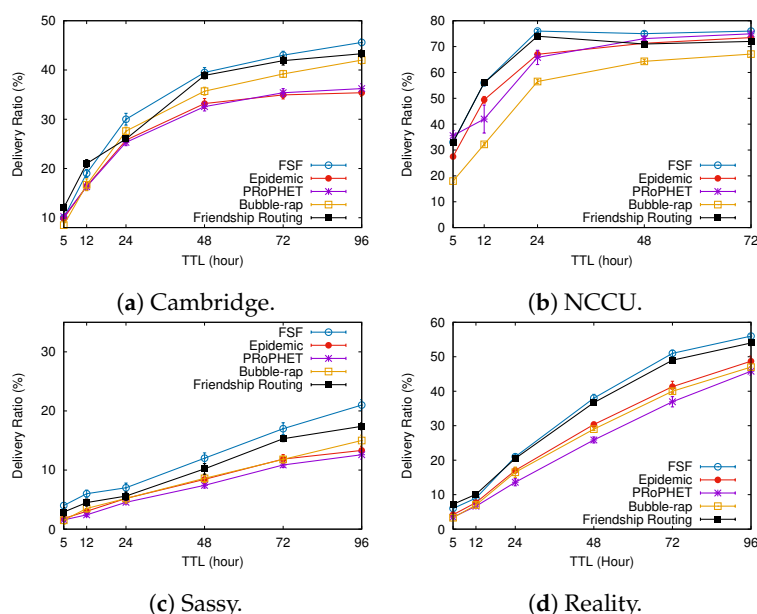 Delivery Ratio (%)
50
40
30
20
10
FSF
Epidemic
PRoPHET
Bubble-rap
Friendship Routing
5 12 24 48 72 96
TTL (hour)
(a) Cambridge.
Delivery Ratio (%)
80
70
60
50
40
30
20
10
0
FSF
Epidemic
PRoPHET
Bubble-rap
Friendship Routing
5 12 24 48 72
TTL (hour)
(b) NCCU.
Delivery Ratio (%)
30
20
10
0
FSF
Epidemic
PRoPHET
Bubble-rap
Friendship Routing
5 12 24 48 72 96
TTL (hour)
(c) Sassy.
Delivery Ratio (%)
60
50
40
30
20
10
0
FSF
Epidemic
PRoPHET
Bubble-rap
Friendship Routing
5 12 24 48 72 96
TTL (Hour)
(d) Reality.